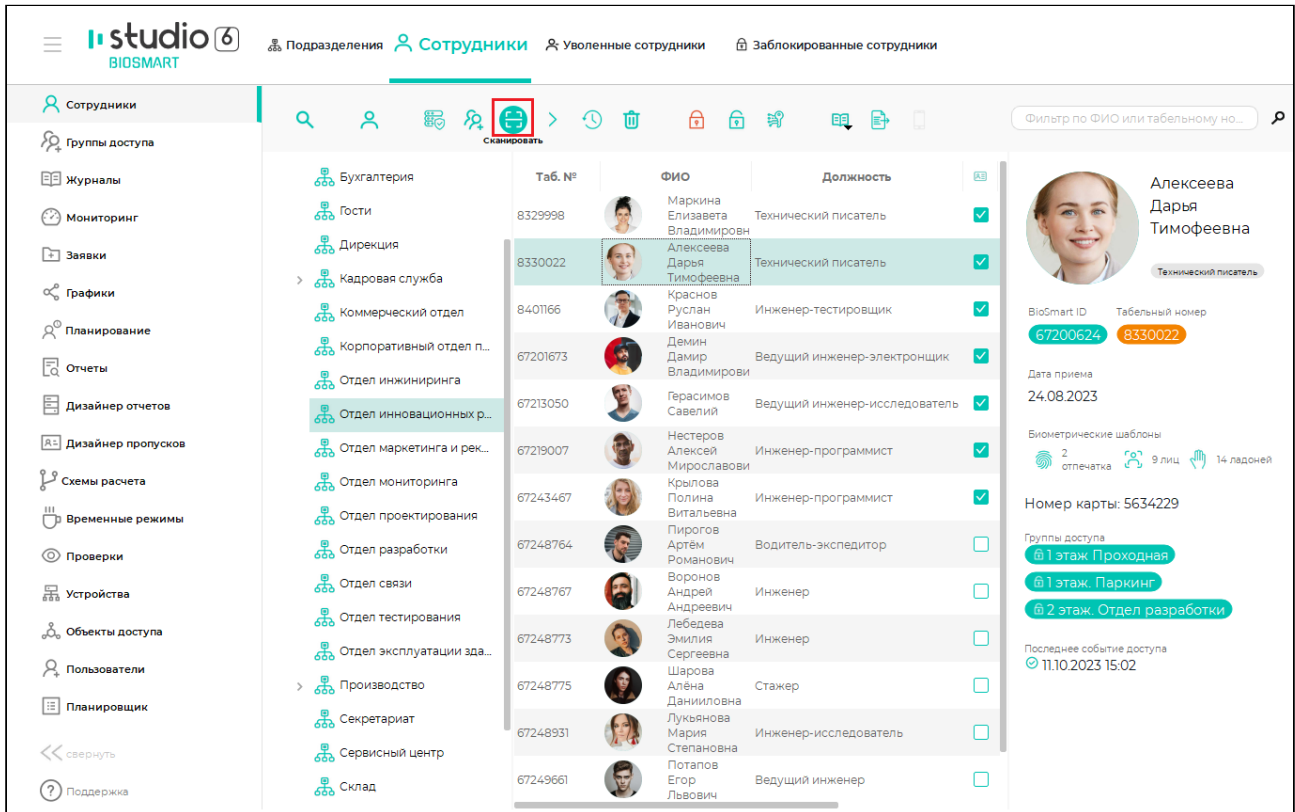 studio 6
BIOSMART
Подразделения
Сотрудники
Уволенные сотрудники
Заблокированные сотрудники
Сотрудники
Группы доступа
Журналы
Мониторинг
Заявки
Графики
Планирование
Отчеты
Дизайнер отчетов
Дизайнер пропусков
Схемы расчета
Временные режимы
Проверки
Устройства
Объекты доступа
Пользователи
Планировщик
свернуть
Поддержка
Сканировать
Фильтр по ФИО или табельному но...
Бухгалтерия
Гости
Дирекция
Кадровая служба
Коммерческий отдел
Корпоративный отдел п...
Отдел инжиниринга
Отдел инновационных р...
Отдел маркетинга и рек...
Отдел мониторинга
Отдел проектирования
Отдел разработки
Отдел связи
Отдел тестирования
Отдел эксплуатации зда...
Производство
Секретариат
Сервисный центр
Склад
Таб. № ФИО Должность
Маркина
8329998 Елизавета Технический писатель
Владимировн
Алексеева
8330022 Дарья Технический писатель
Тимофеевна
Краснов
8401166 Руслан Инженер-тестировщик
Иванович
Демин
67201673 Дамир Ведущий инженер-электронщик
Владимирови
Герасимов
67213050 Ведущий инженер-исследователь
Савелий
Нестеров
67219007 Алексей Инженер-программист
Мирославови
Крылова
67243467 Полина Инженер-программист
Витальевна
Пирогов
67248764 Артём Водитель-экспедитор
Романович
Воронов
67248767 Андрей Инженер
Андреевич
Лебедева
67248773 Эмилия Инженер
Сергеевна
Шарова
67248775 Алёна Стажер
Данииловна
Лукьянова
67248931 Мария Инженер-исследователь
Степановна
Потапов
67249661 Егор Ведущий инженер
Львович
Алексеева
Дарья
Тимофеевна
Технический писатель
BioSmart ID Табельный номер
67200624 8330022
Дата приема
24.08.2023
Биометрические шаблоны
2 отпечатка 9 лиц 14 ладоней
Номер карты: 5634229
Группы доступа
1 этаж Проходная
1 этаж. Паркинг
2 этаж. Отдел разработки
Последнее событие доступа
11.10.2023 15:02